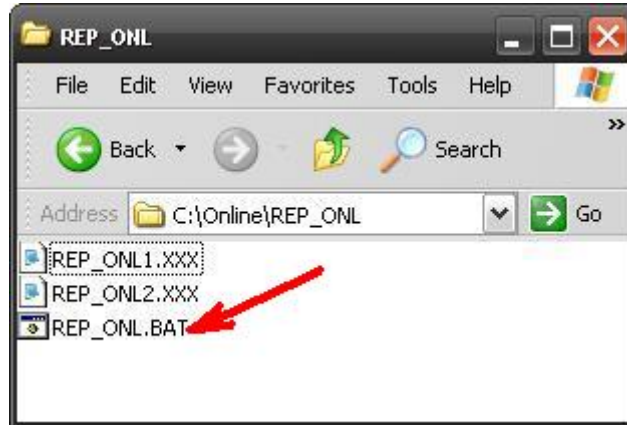 REP_ONL
File Edit View Favorites Tools Help
Back Search »
Address C:\Online\REP_ONL Go
REP_ONL1.XXX
REP_ONL2.XXX
REP_ONL.BAT